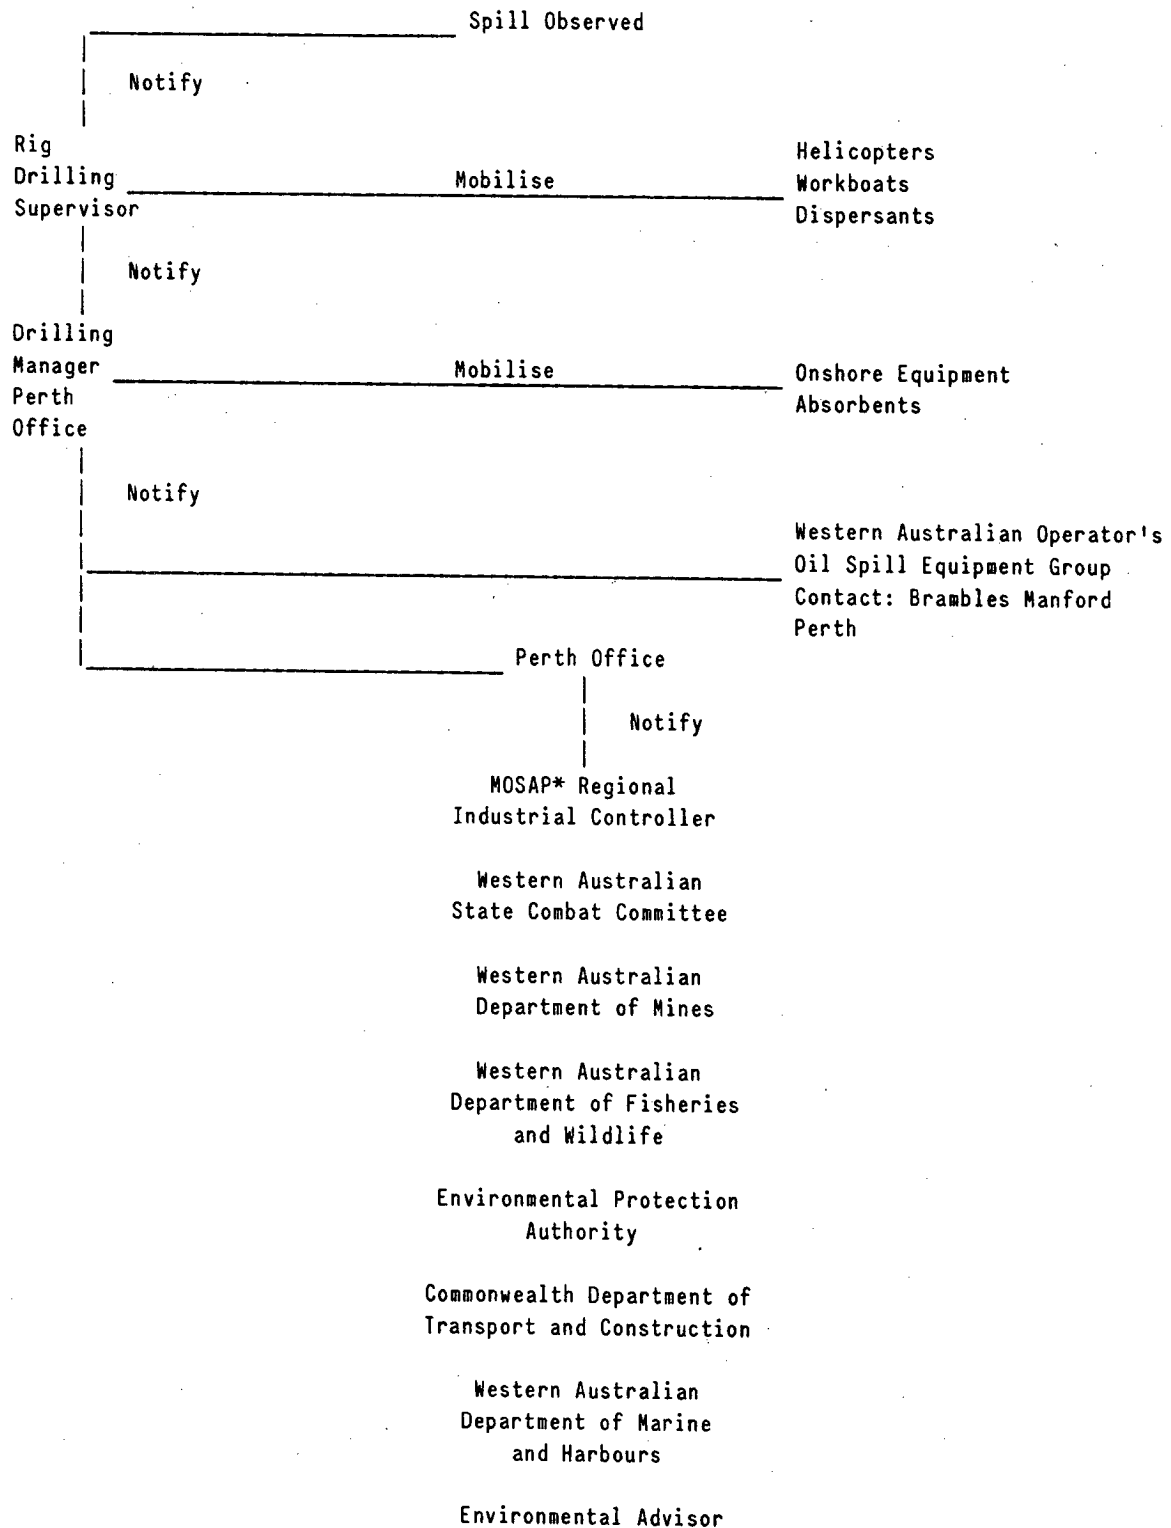 Spill Observed
Notify
Rig
Drilling
Supervisor
Mobilise
Helicopters
Workboats
Dispersants
Notify
Drilling
Manager
Perth
Office
Mobilise
Onshore Equipment
Absorbents
Notify
Western Australian Operator's
Oil Spill Equipment Group
Contact: Brambles Manford
Perth
Perth Office
Notify
MOSAP* Regional
Industrial Controller
Western Australian
State Combat Committee
Western Australian
Department of Mines
Western Australian
Department of Fisheries
and Wildlife
Environmental Protection
Authority
Commonwealth Department of
Transport and Construction
Western Australian
Department of Marine
and Harbours
Environmental Advisor